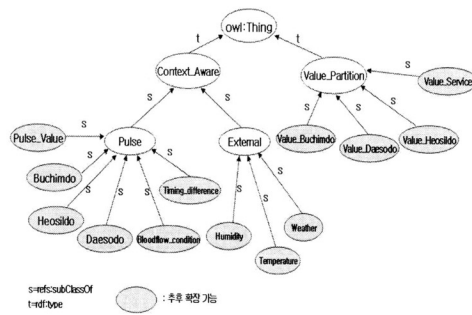 owl:Thing
t
t
Context_Aware
Value_Partition
s
Value_Service
s
s
s
s
s
Pulse_Value
s
Pulse
External
Value_Buchimdo
Value_Daesodo
Value_Heosildo
Buchimdo
s
s
s
s
s
Timing_difference
s
s
s
Heosildo
Daesodo
Bloodflow_condition
Humidity
Weather
Temperature
s=refs:subClassOf
t=rdf:type
: 추후 확장 가능